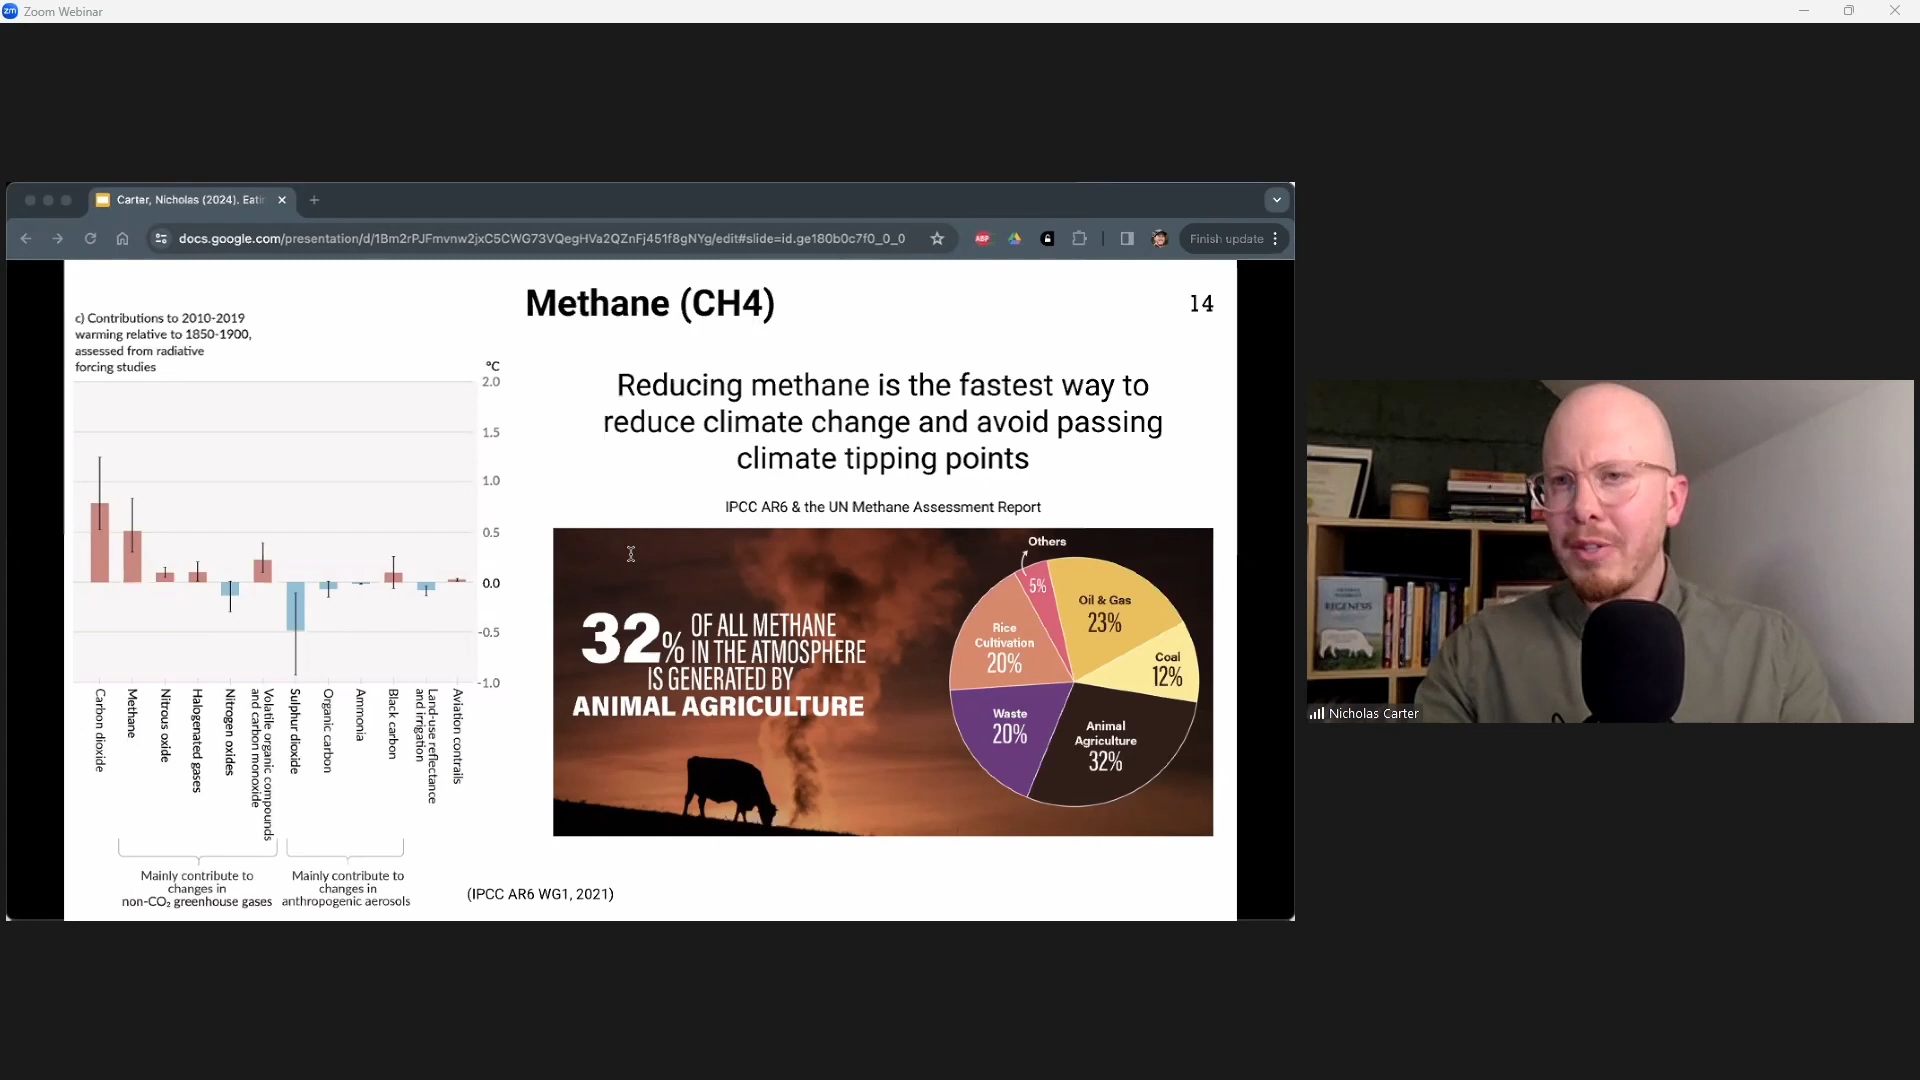 Zoom Webinar
Carter, Nicholas (2024). Eatin
docs.google.com/presentation/d/1Bm2rPJFmvnw2jxC5CWG73VQegHVa2QZnFj451f8gNYg/edit#slide=id.ge180b0c7f0_0_0
ABP
Finish update
Methane (CH4)
14
c) Contributions to 2010-2019
warming relative to 1850-1900,
assessed from radiative
forcing studies
°C
2.0
1.5
1.0
0.5
0.0
-0.5
-1.0
Carbon dioxide
Methane
Nitrous oxide
Halogenated gases
Nitrogen oxides
Volatile organic compounds
and carbon monoxide
Sulphur dioxide
Organic carbon
Ammonia
Black carbon
Land-use reflectance
and irrigation
Aviation contrails
Mainly contribute to
changes in
non-CO₂ greenhouse gases
Mainly contribute to
changes in
anthropogenic aerosols
Reducing methane is the fastest way to
reduce climate change and avoid passing
climate tipping points
IPCC AR6 & the UN Methane Assessment Report
32% OF ALL METHANE
IN THE ATMOSPHERE
IS GENERATED BY
ANIMAL AGRICULTURE
Others
5%
Oil & Gas
23%
Coal
12%
Rice
Cultivation
20%
Waste
20%
Animal
Agriculture
32%
(IPCC AR6 WG1, 2021)
REGENESIS
Nicholas Carter